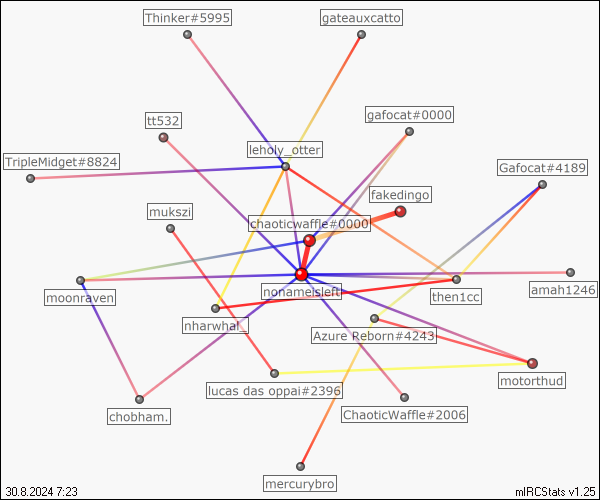 Thinker#5995
gateauxcatto
gafocat#0000
tt532
leholy_otter
TripleMidget#8824
Gafocat#4189
fakedingo
mukszi
chaoticwaffle#0000
nonameisleft
amah1246
moonraven
then1cc
nharwhal_
Azure Reborn#4243
motorthud
lucas das oppai#2396
chobham.
ChaoticWaffle#2006
mercurybro
30.8.2024 7:23
mIRCStats v1.25